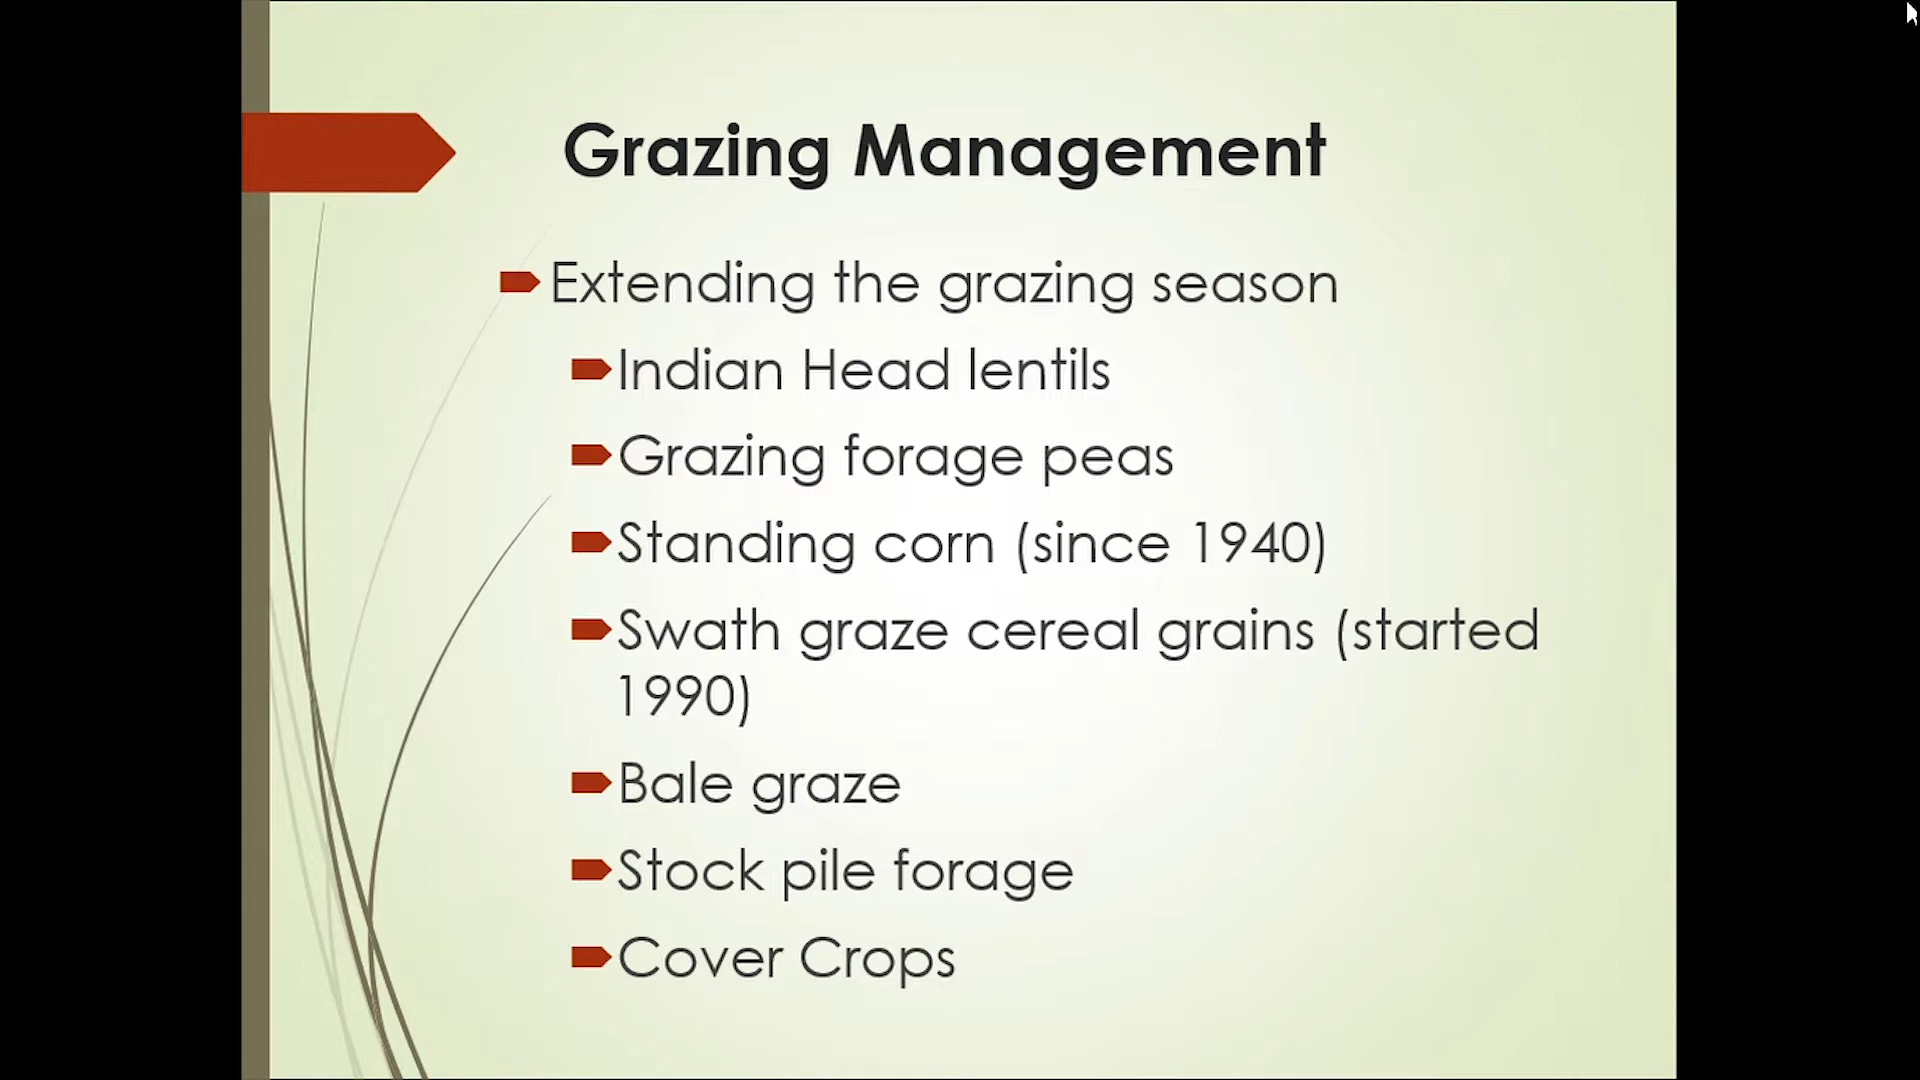 Grazing Management
Extending the grazing season
Indian Head lentils
Grazing forage peas
Standing corn (since 1940)
Swath graze cereal grains (started
1990)
Bale graze
Stock pile forage
Cover Crops